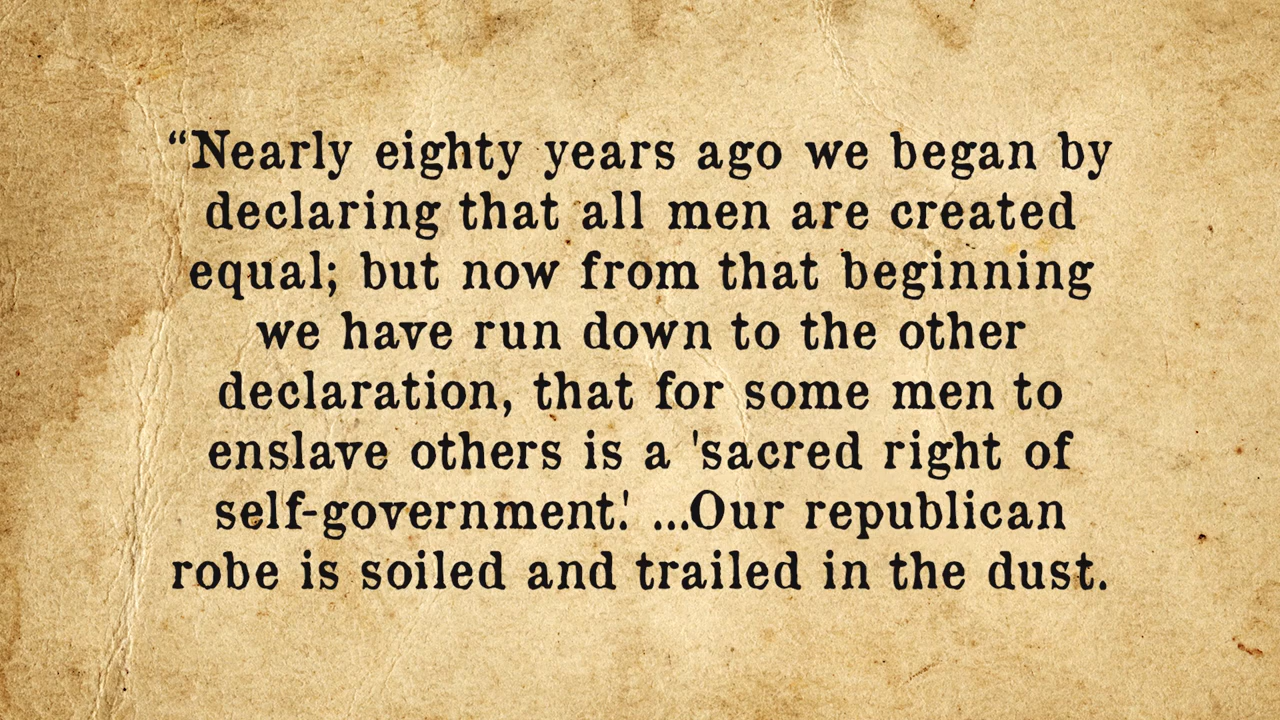 “Nearly eighty years ago we began by
declaring that all men are created
equal; but now from that beginning
we have run down to the other
declaration, that for some men to
enslave others is a 'sacred right of
self-government.' ...Our republican
robe is soiled and trailed in the dust.